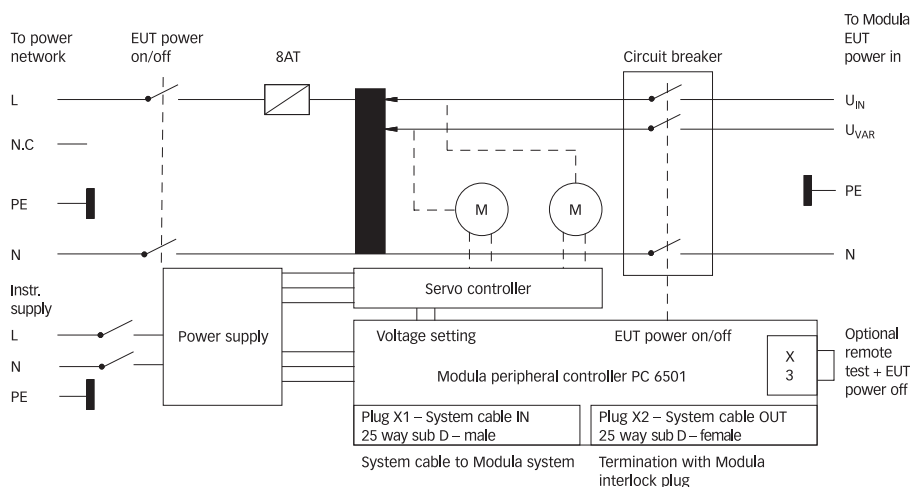 To power
network
EUT power
on/off
8AT
Circuit breaker
To Modula
EUT
power in
L
U_IN
N.C
U_VAR
PE
M
M
PE
N
N
Instr.
supply
Servo controller
L
Power supply
Voltage setting
EUT power on/off
X
3
Optional
remote
test + EUT
power off
N
Modula peripheral controller PC 6501
PE
Plug X1 – System cable IN
25 way sub D – male
Plug X2 – System cable OUT
25 way sub D – female
System cable to Modula system
Termination with Modula
interlock plug